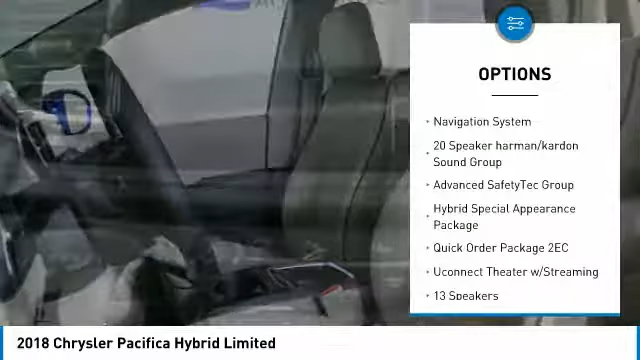 OPTIONS
Navigation System
20 Speaker harman/kardon
Sound Group
Advanced SafetyTec Group
Hybrid Special Appearance
Package
Quick Order Package 2EC
Uconnect Theater w/Streaming
13 Speakers
2018 Chrysler Pacifica Hybrid Limited